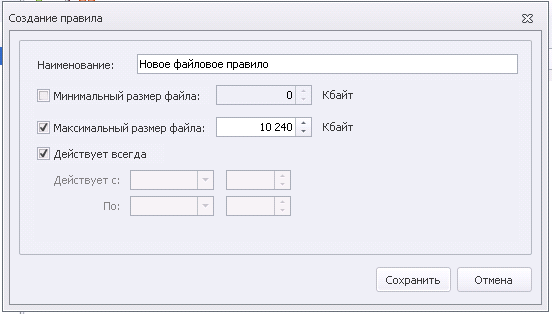 Создание правила
Наименование: Новое файловое правило
Минимальный размер файла: 0 Кбайт
Максимальный размер файла: 10 240 Кбайт
Действует всегда
Действует с:
По:
Сохранить Отмена